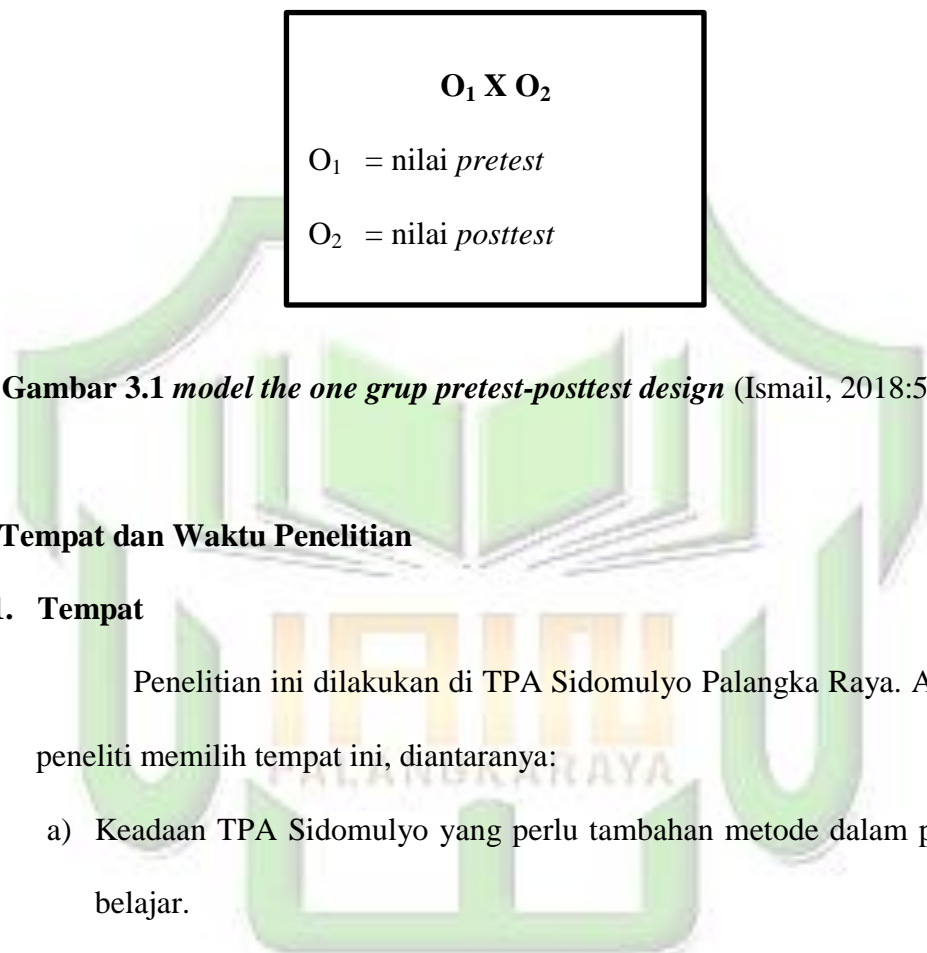 O₁ X O₂
O₁ = nilai pretest
O₂ = nilai posttest
Gambar 3.1 model the one grup pretest-posttest design (Ismail, 2018:5
Tempat dan Waktu Penelitian
Tempat
Penelitian ini dilakukan di TPA Sidomulyo Palangka Raya.
peneliti memilih tempat ini, diantaranya:
a) Keadaan TPA Sidomulyo yang perlu tambahan metode dalam
belajar.
IAIN
PALANGKARAYA